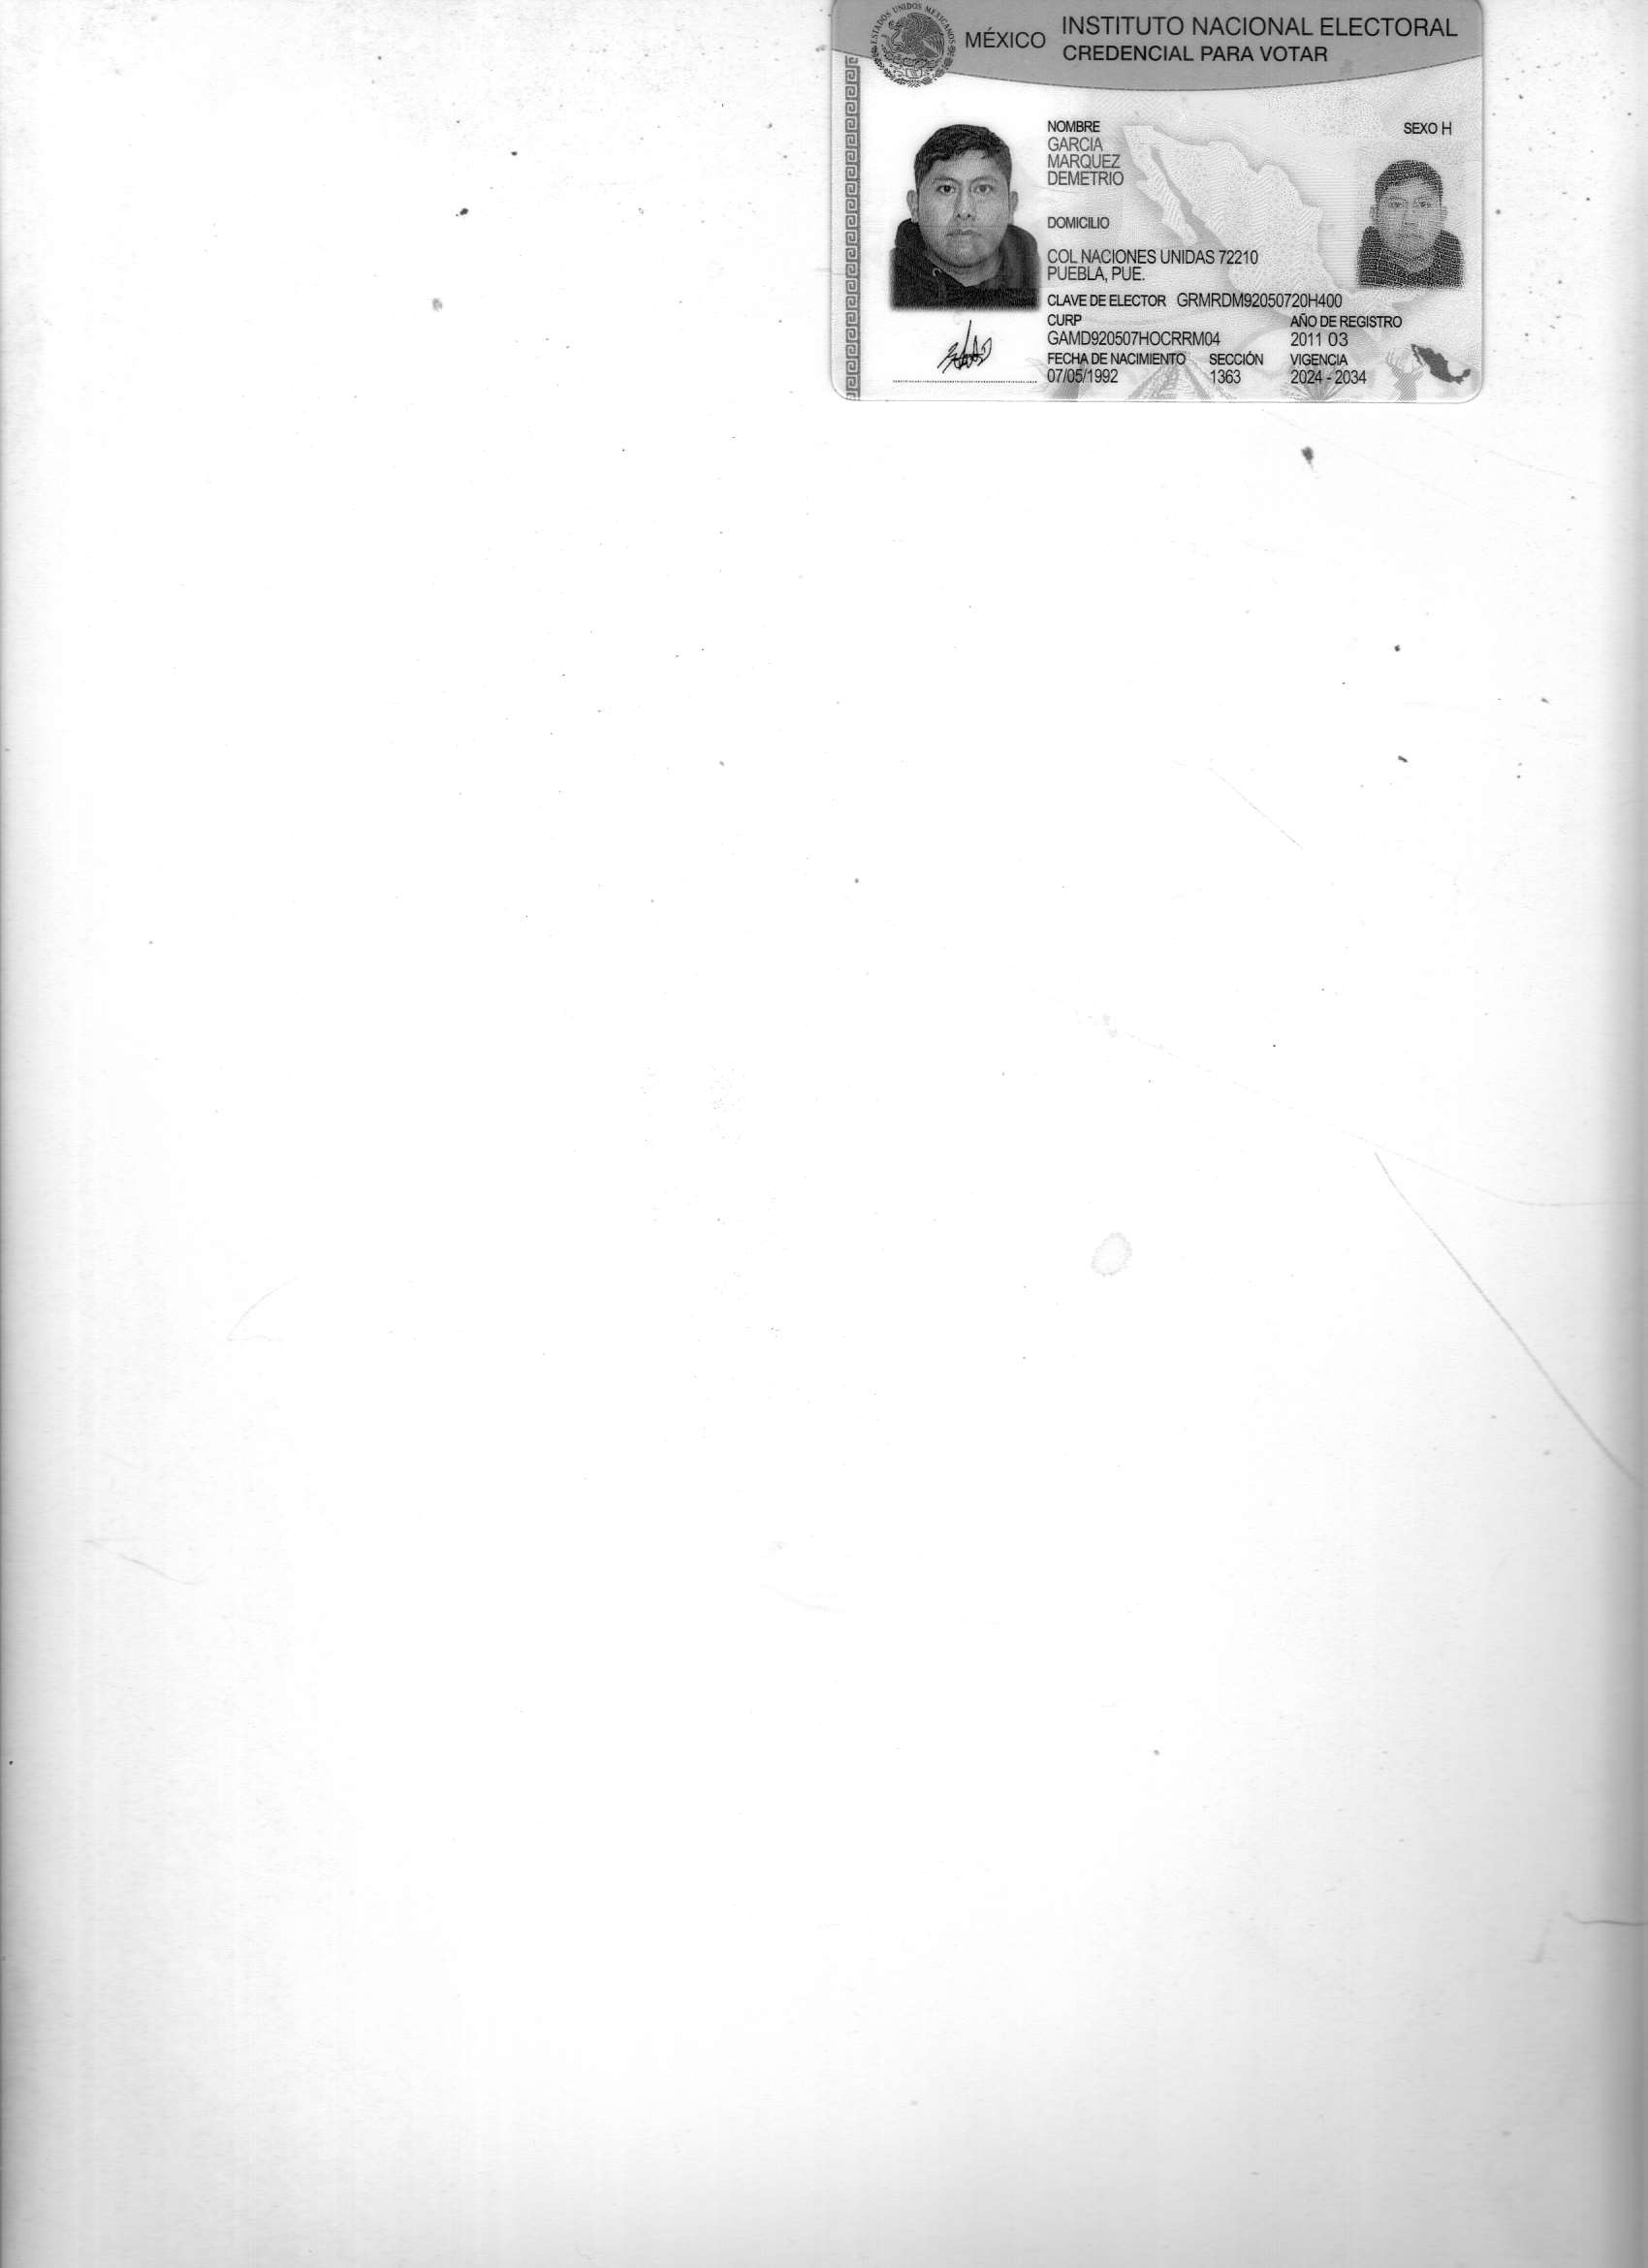 ESTADOS UNIDOS MEXICANOS
MÉXICO INSTITUTO NACIONAL ELECTORAL
CREDENCIAL PARA VOTAR
NOMBRE SEXO H
GARCIA
MARQUEZ
DEMETRIO
DOMICILIO
COL NACIONES UNIDAS 72210
PUEBLA, PUE.
CLAVE DE ELECTOR GRMRDM92050720H400
CURP AÑO DE REGISTRO
GAMD920507HOCRRM04 2011 03
FECHA DE NACIMIENTO SECCIÓN VIGENCIA
07/05/1992 1363 2024 - 2034